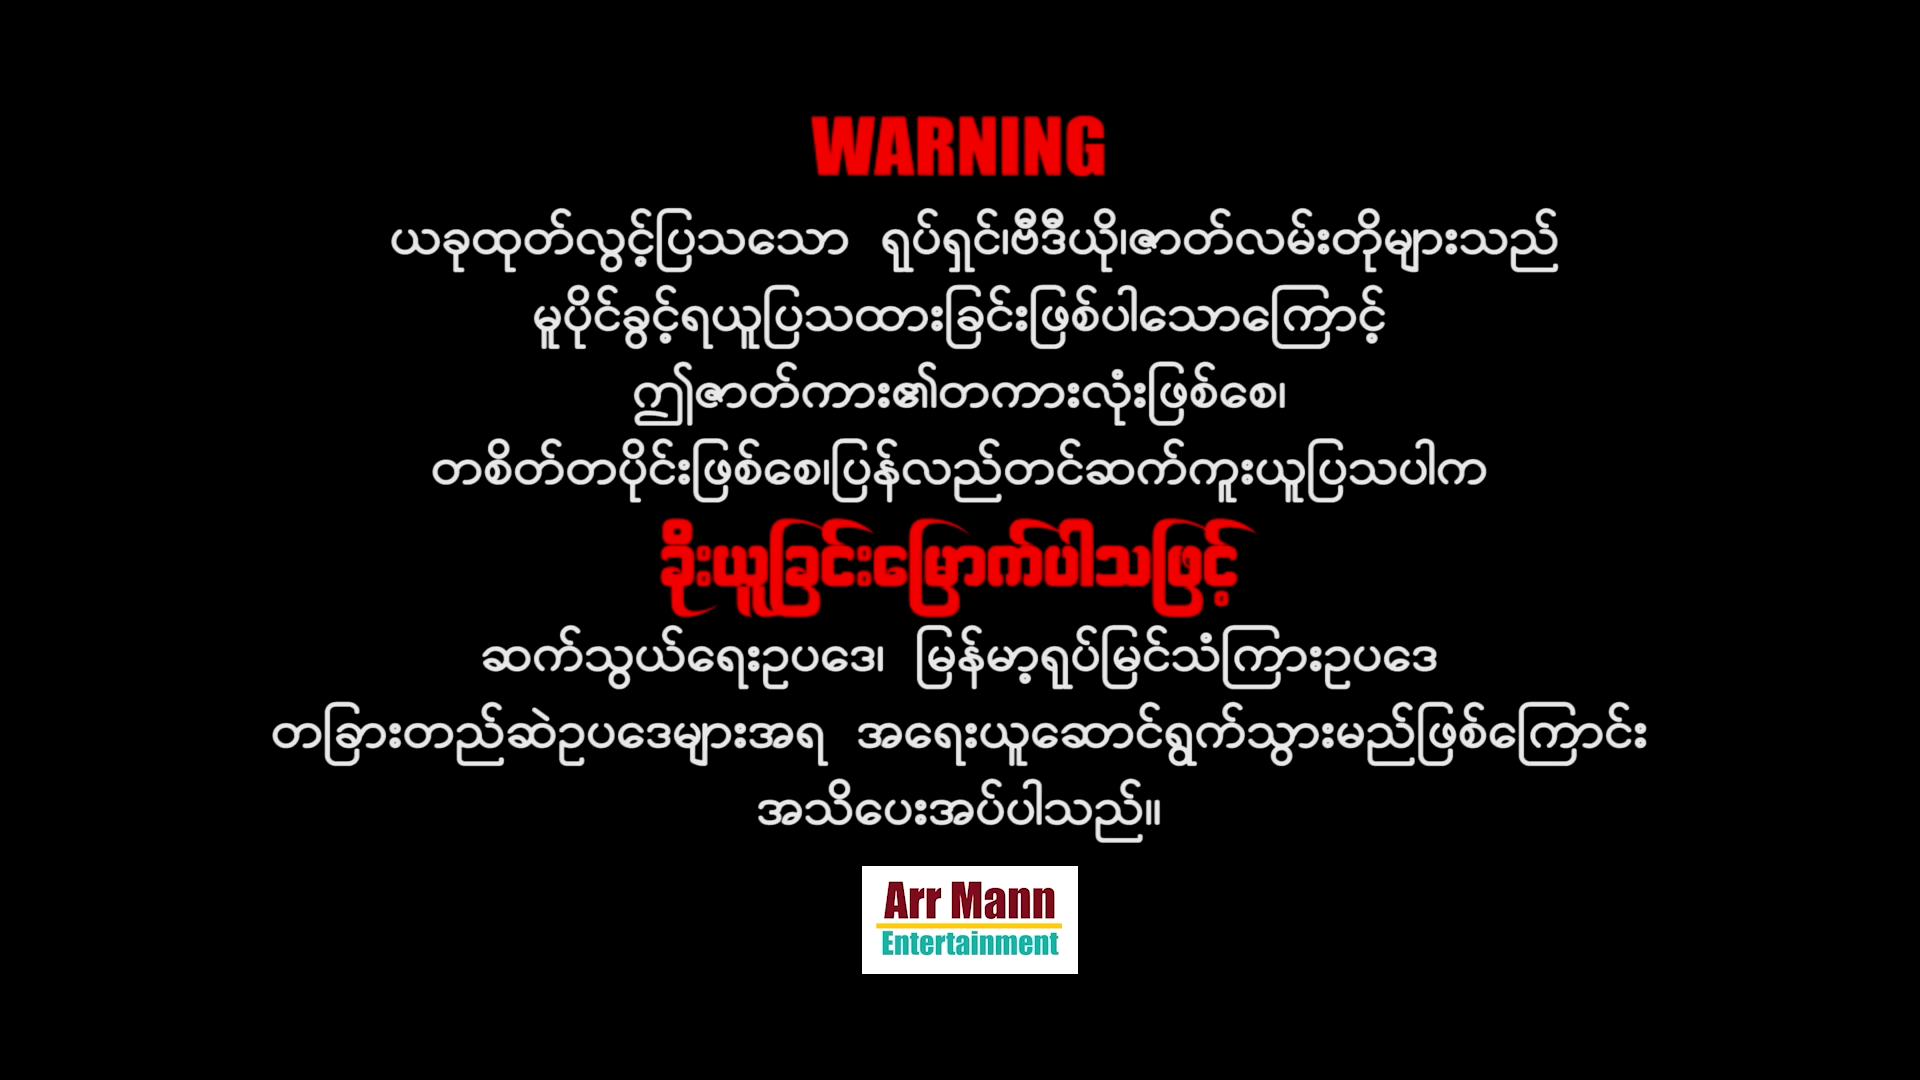 WARNING
ယခုထုတ်လွှင့်ပြသသော ရုပ်ရှင်၊ဗီဒီယို၊ဇာတ်လမ်းတိုများသည်
မူပိုင်ခွင့်ရယူပြသထားခြင်းဖြစ်ပါသောကြောင့်
ဤဇာတ်ကား၏တကားလုံးဖြစ်စေ၊
တစိတ်တပိုင်းဖြစ်စေ၊ပြန်လည်တင်ဆက်ကူးယူပြသပါက
ခိုးယူခြင်းမြောက်ပါသဖြင့်
ဆက်သွယ်ရေးဥပဒေ၊ မြန်မာ့ရုပ်မြင်သံကြားဥပဒေ
တခြားတည်ဆဲဥပဒေများအရ အရေးယူဆောင်ရွက်သွားမည်ဖြစ်ကြောင်း
အသိပေးအပ်ပါသည်။
Arr Mann
Entertainment